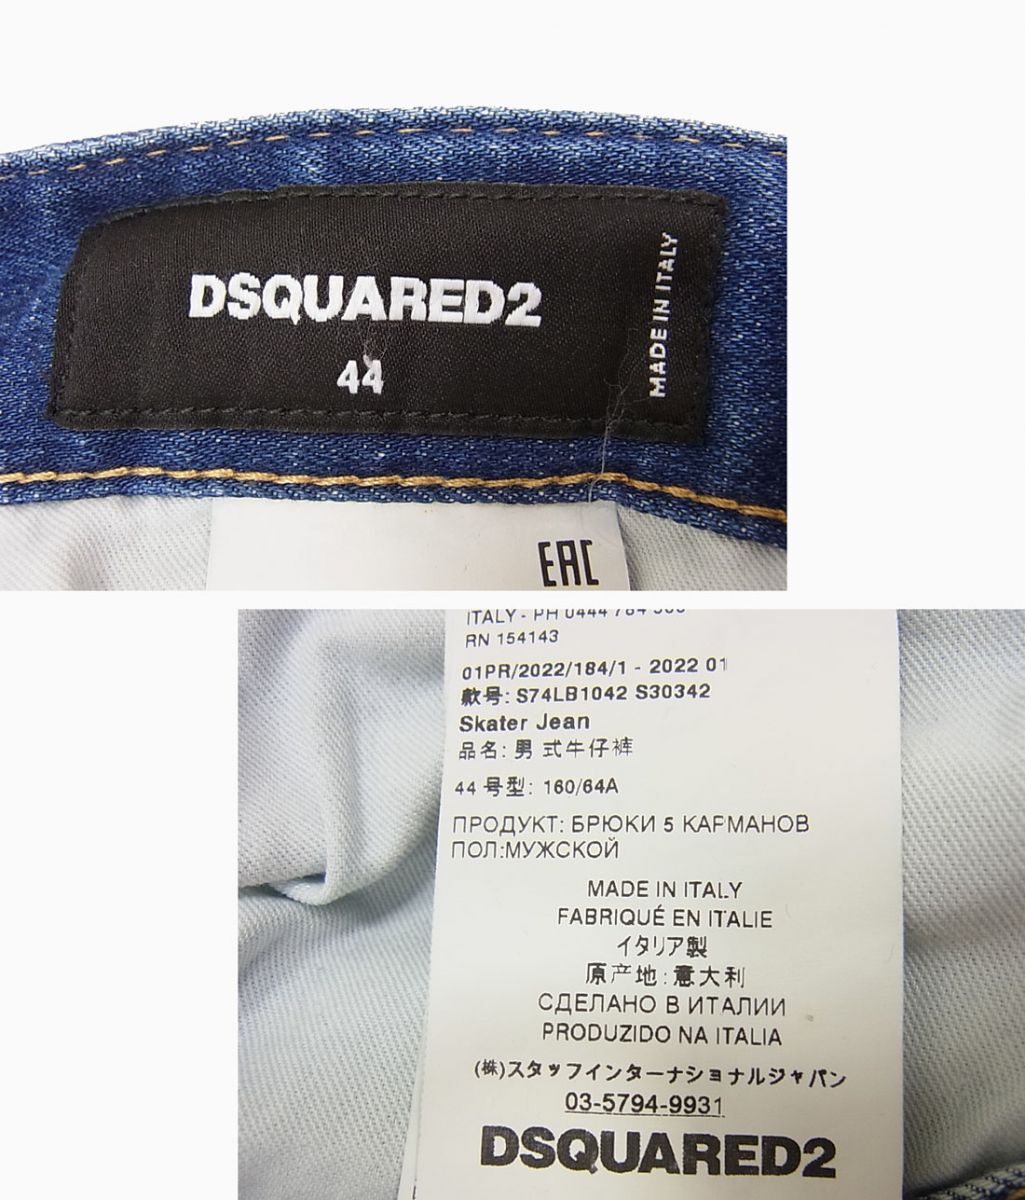 DSQUARED2
44
MADE IN ITALY
EAC
ITALY - PH 0444 784
RN 154143
01PR/2022/184/1 - 2022 01
款号: S74LB1042 S30342
Skater Jean
品名: 男 式牛仔裤
44 号型: 160/64A
ПРОДУКТ: БРЮКИ 5 КАРМАНОВ
ПОЛ:МУЖСКОЙ
MADE IN ITALY
FABRIQUÉ EN ITALIE
イタリア製
原产地:意大利
СДЕЛАНО В ИТАЛИИ
PRODUZIDO NA ITALIA
(株)スタッフインターナショナルジャパン
03-5794-9931
DSQUARED2